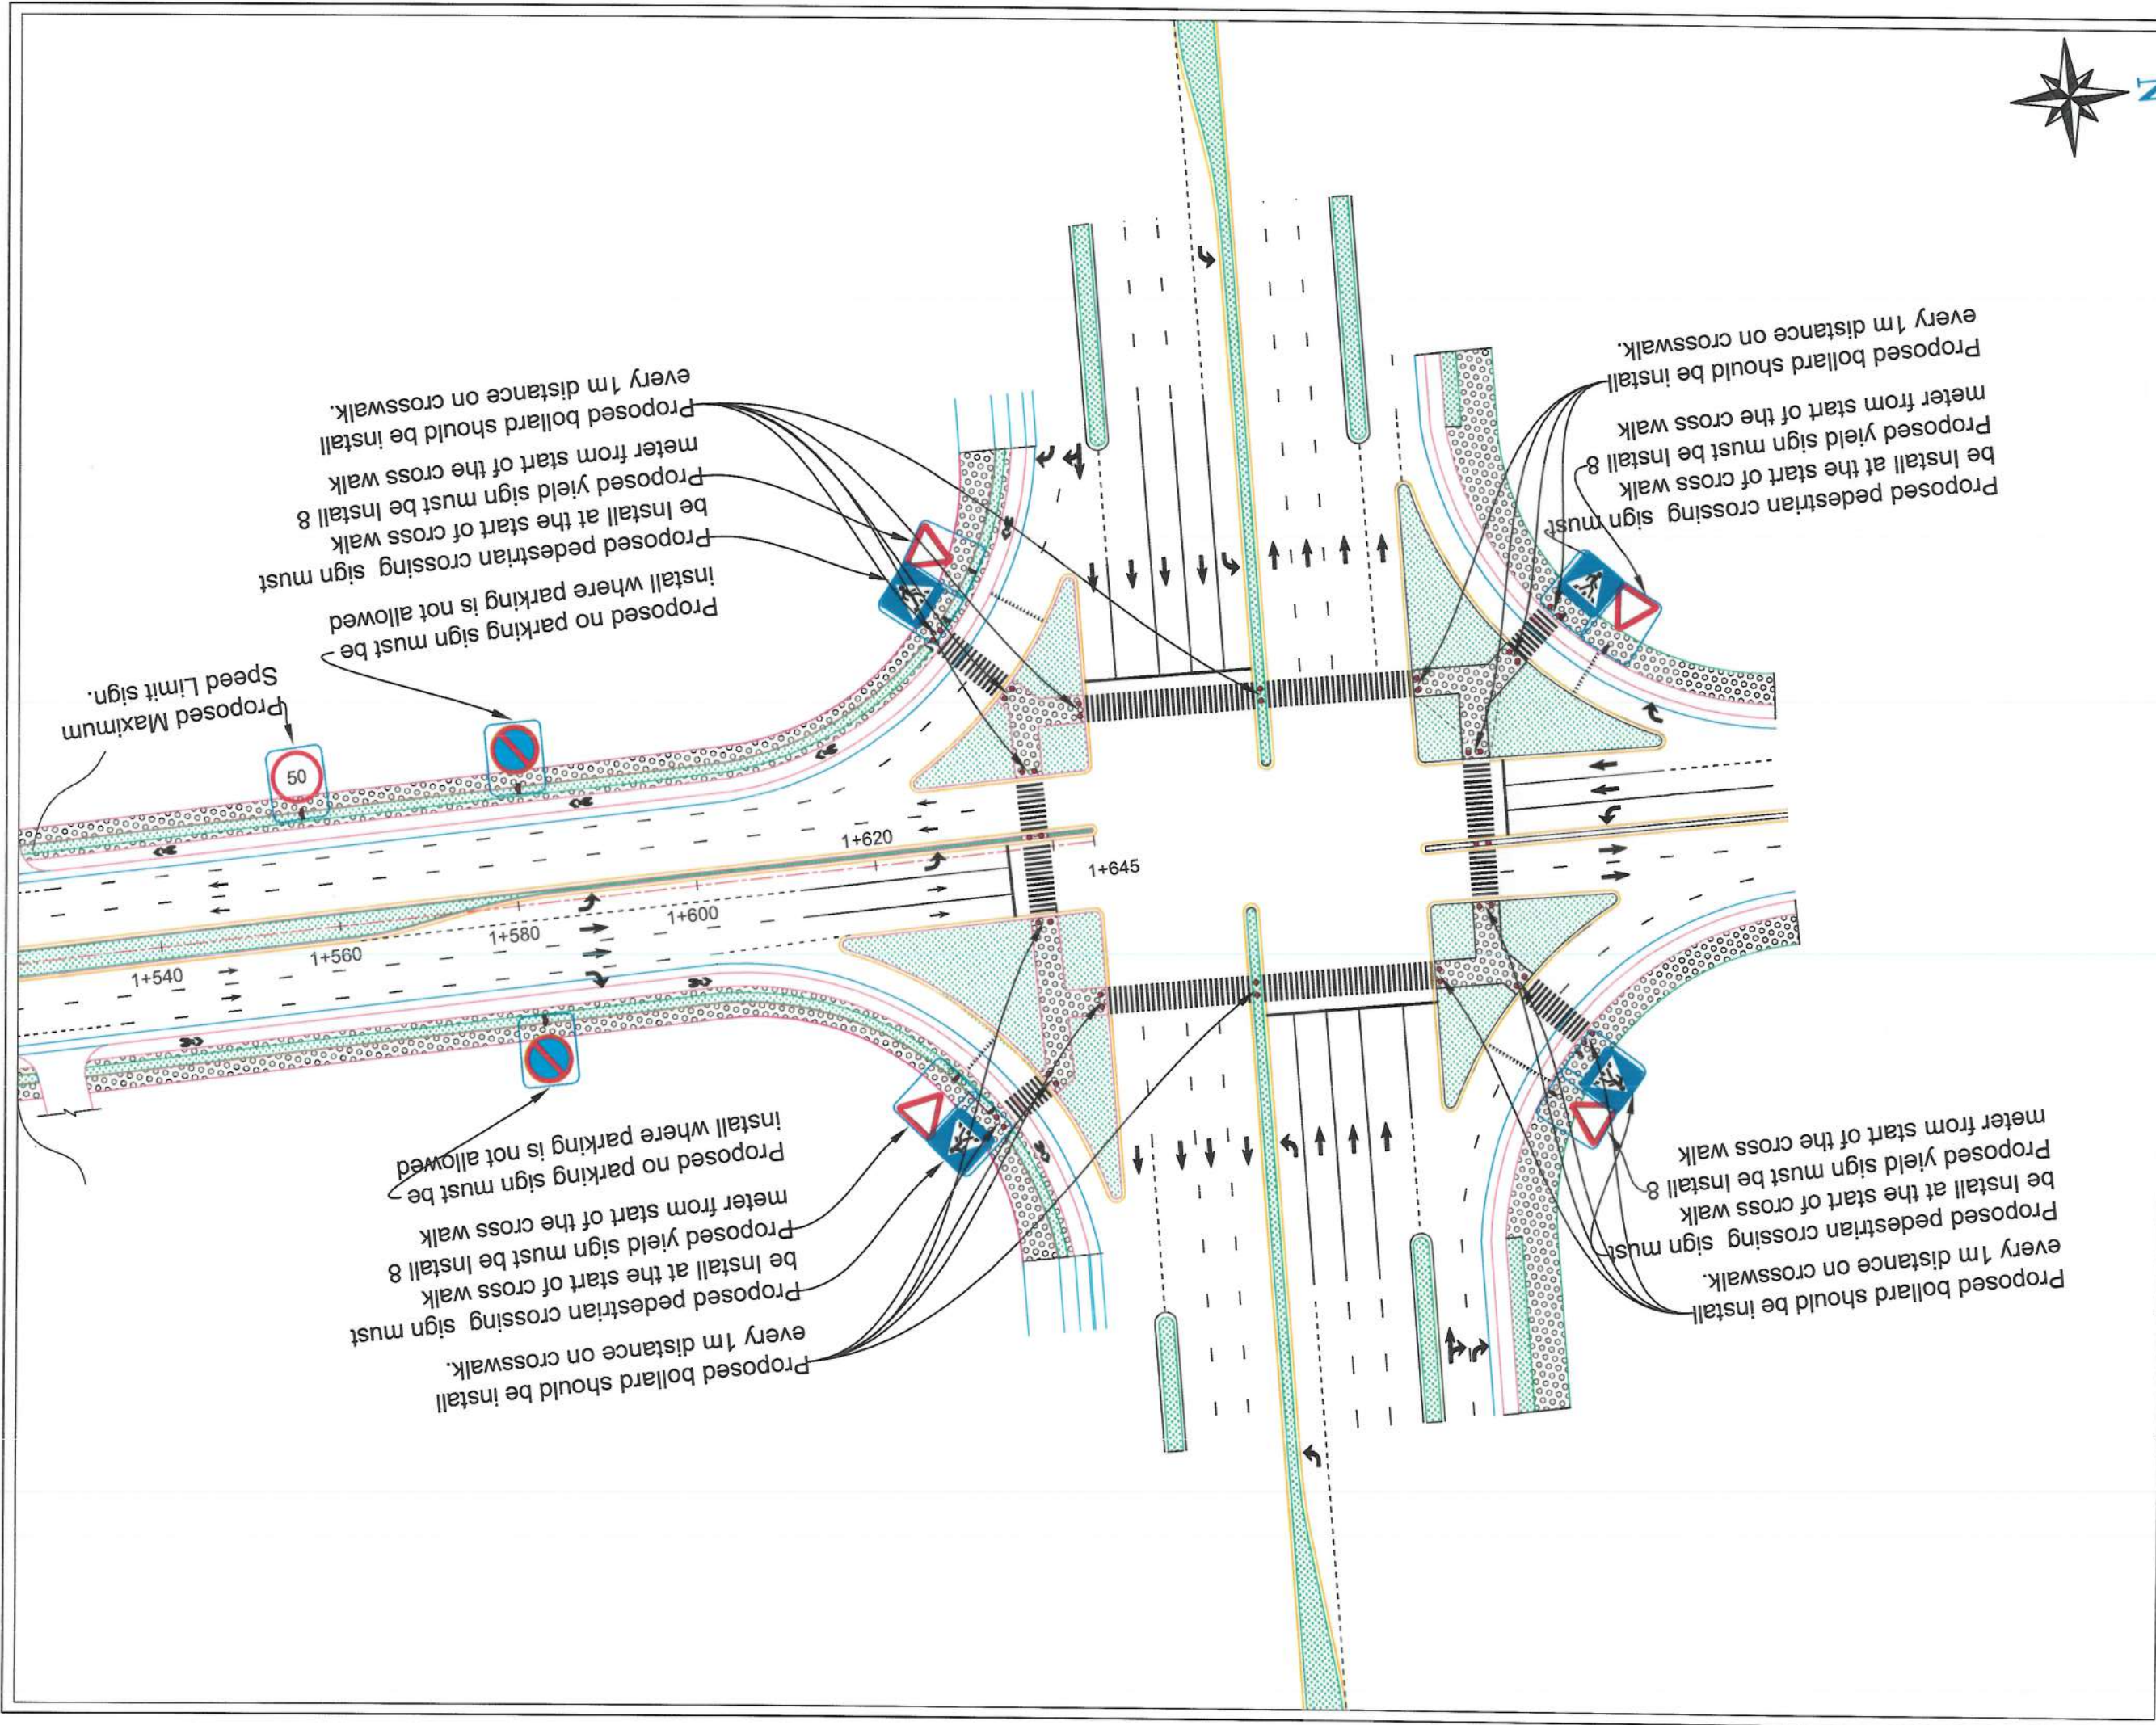 N
Proposed bollard should be install
every 1m distance on crosswalk.
Proposed pedestrian crossing sign must
be Install at the start of cross walk
Proposed yield sign must be Install 8
meter from start of the cross walk
Proposed bollard should be install
every 1m distance on crosswalk.
Proposed pedestrian crossing sign must
be Install at the start of cross walk
Proposed yield sign must be Install 8
meter from start of the cross walk
Proposed no parking sign must be
install where parking is not allowed
1+540
1+560
1+580
1+600
1+620
1+645
50
Proposed Maximum
Speed Limit sign.
Proposed no parking sign must be
install where parking is not allowed
Proposed pedestrian crossing sign must
be Install at the start of cross walk
Proposed yield sign must be Install 8
meter from start of the cross walk
Proposed bollard should be install
every 1m distance on crosswalk.
Proposed pedestrian crossing sign must
be Install at the start of cross walk
Proposed yield sign must be Install 8
meter from start of the cross walk
Proposed bollard should be install
every 1m distance on crosswalk.